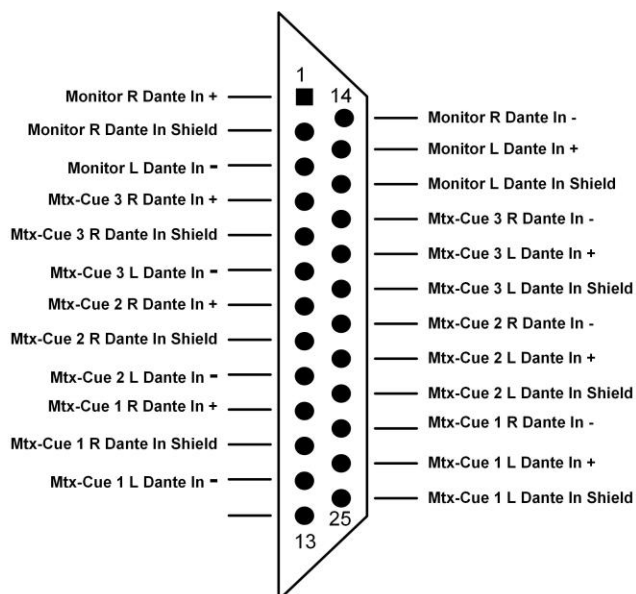 1
14
Monitor R Dante In +
Monitor R Dante In Shield
Monitor L Dante In -
Mtx-Cue 3 R Dante In +
Mtx-Cue 3 R Dante In Shield
Mtx-Cue 3 L Dante In -
Mtx-Cue 2 R Dante In +
Mtx-Cue 2 R Dante In Shield
Mtx-Cue 2 L Dante In -
Mtx-Cue 1 R Dante In +
Mtx-Cue 1 R Dante In Shield
Mtx-Cue 1 L Dante In -
Monitor R Dante In -
Monitor L Dante In +
Monitor L Dante In Shield
Mtx-Cue 3 R Dante In -
Mtx-Cue 3 L Dante In +
Mtx-Cue 3 L Dante In Shield
Mtx-Cue 2 R Dante In -
Mtx-Cue 2 L Dante In +
Mtx-Cue 2 L Dante In Shield
Mtx-Cue 1 R Dante In -
Mtx-Cue 1 L Dante In +
Mtx-Cue 1 L Dante In Shield
25
13